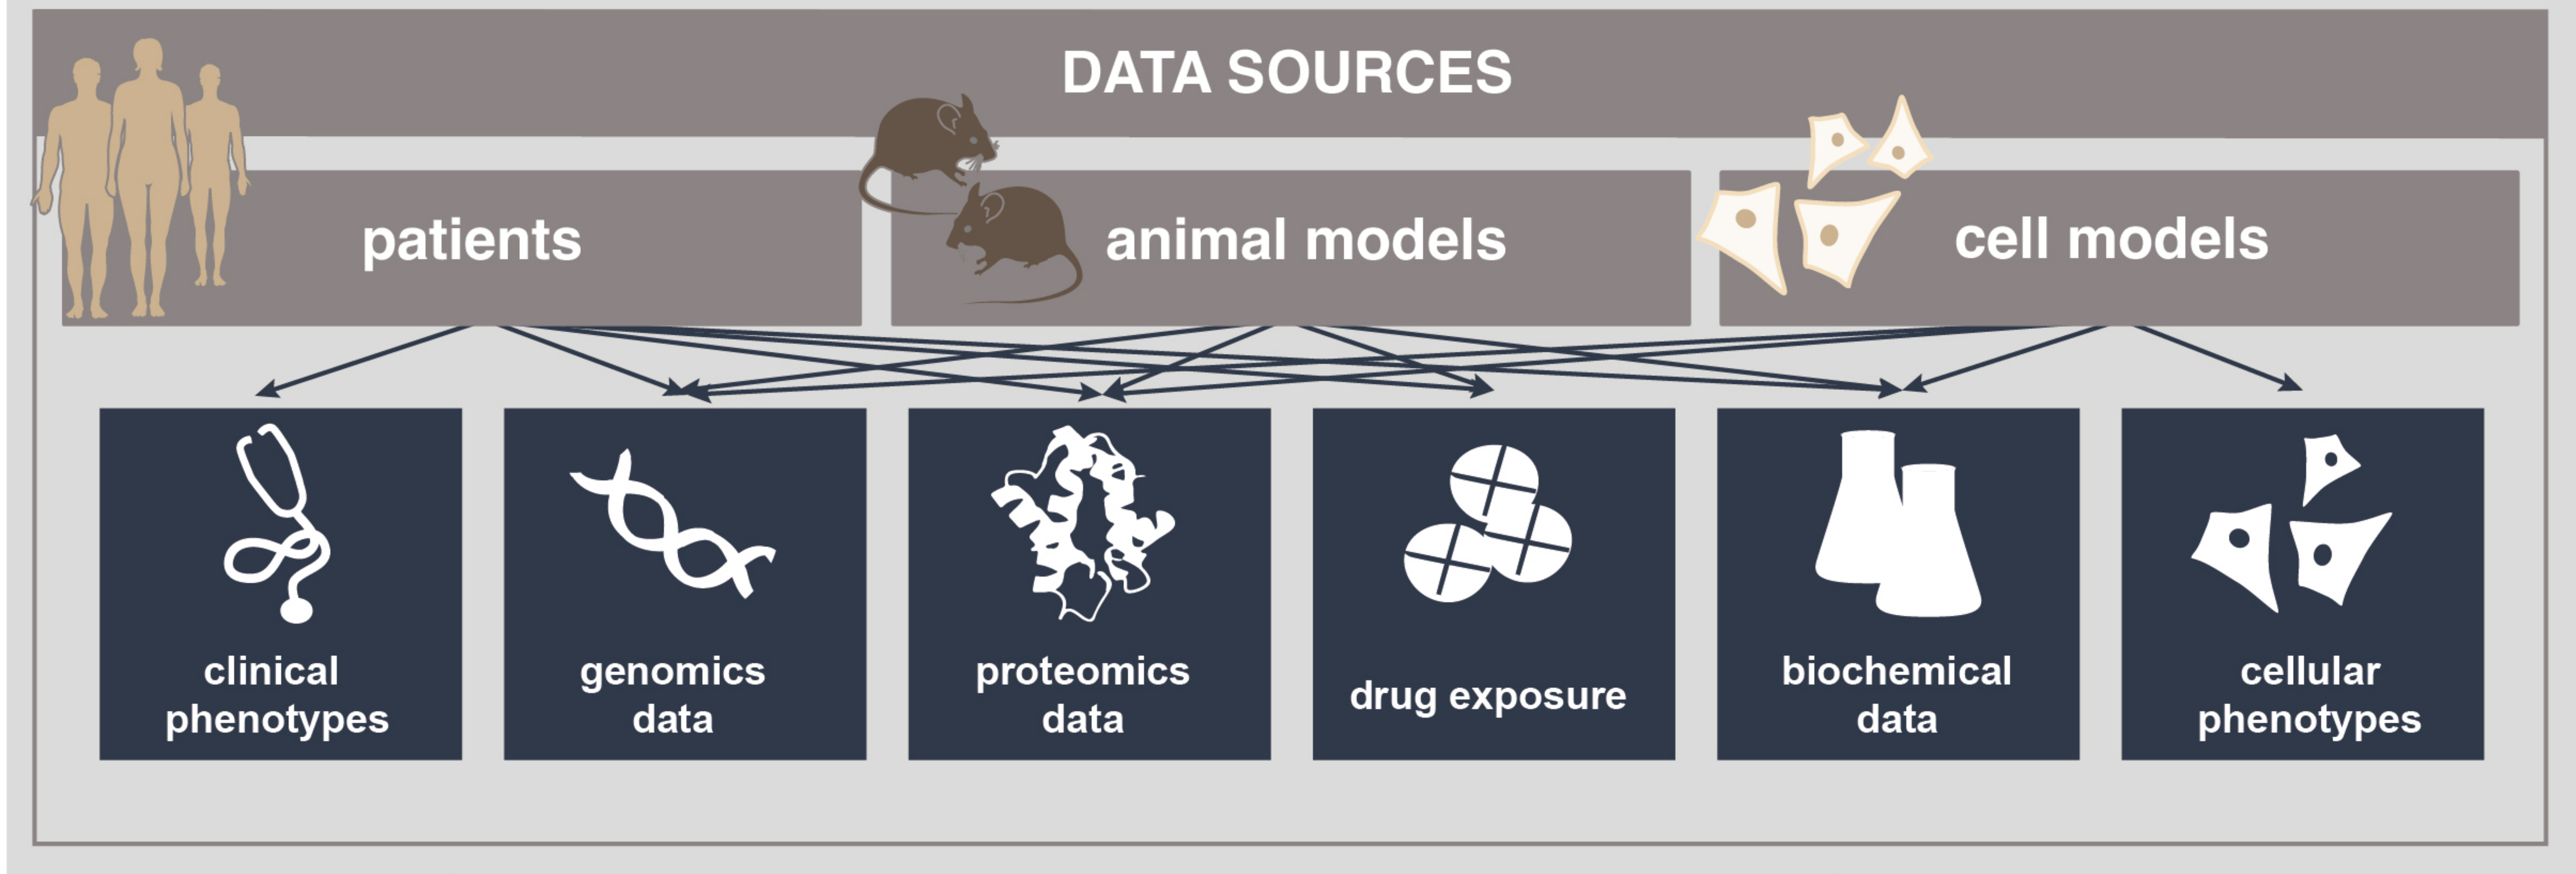 DATA SOURCES
patients
animal models
cell models
clinical
phenotypes
genomics
data
proteomics
data
drug exposure
biochemical
data
cellular
phenotypes